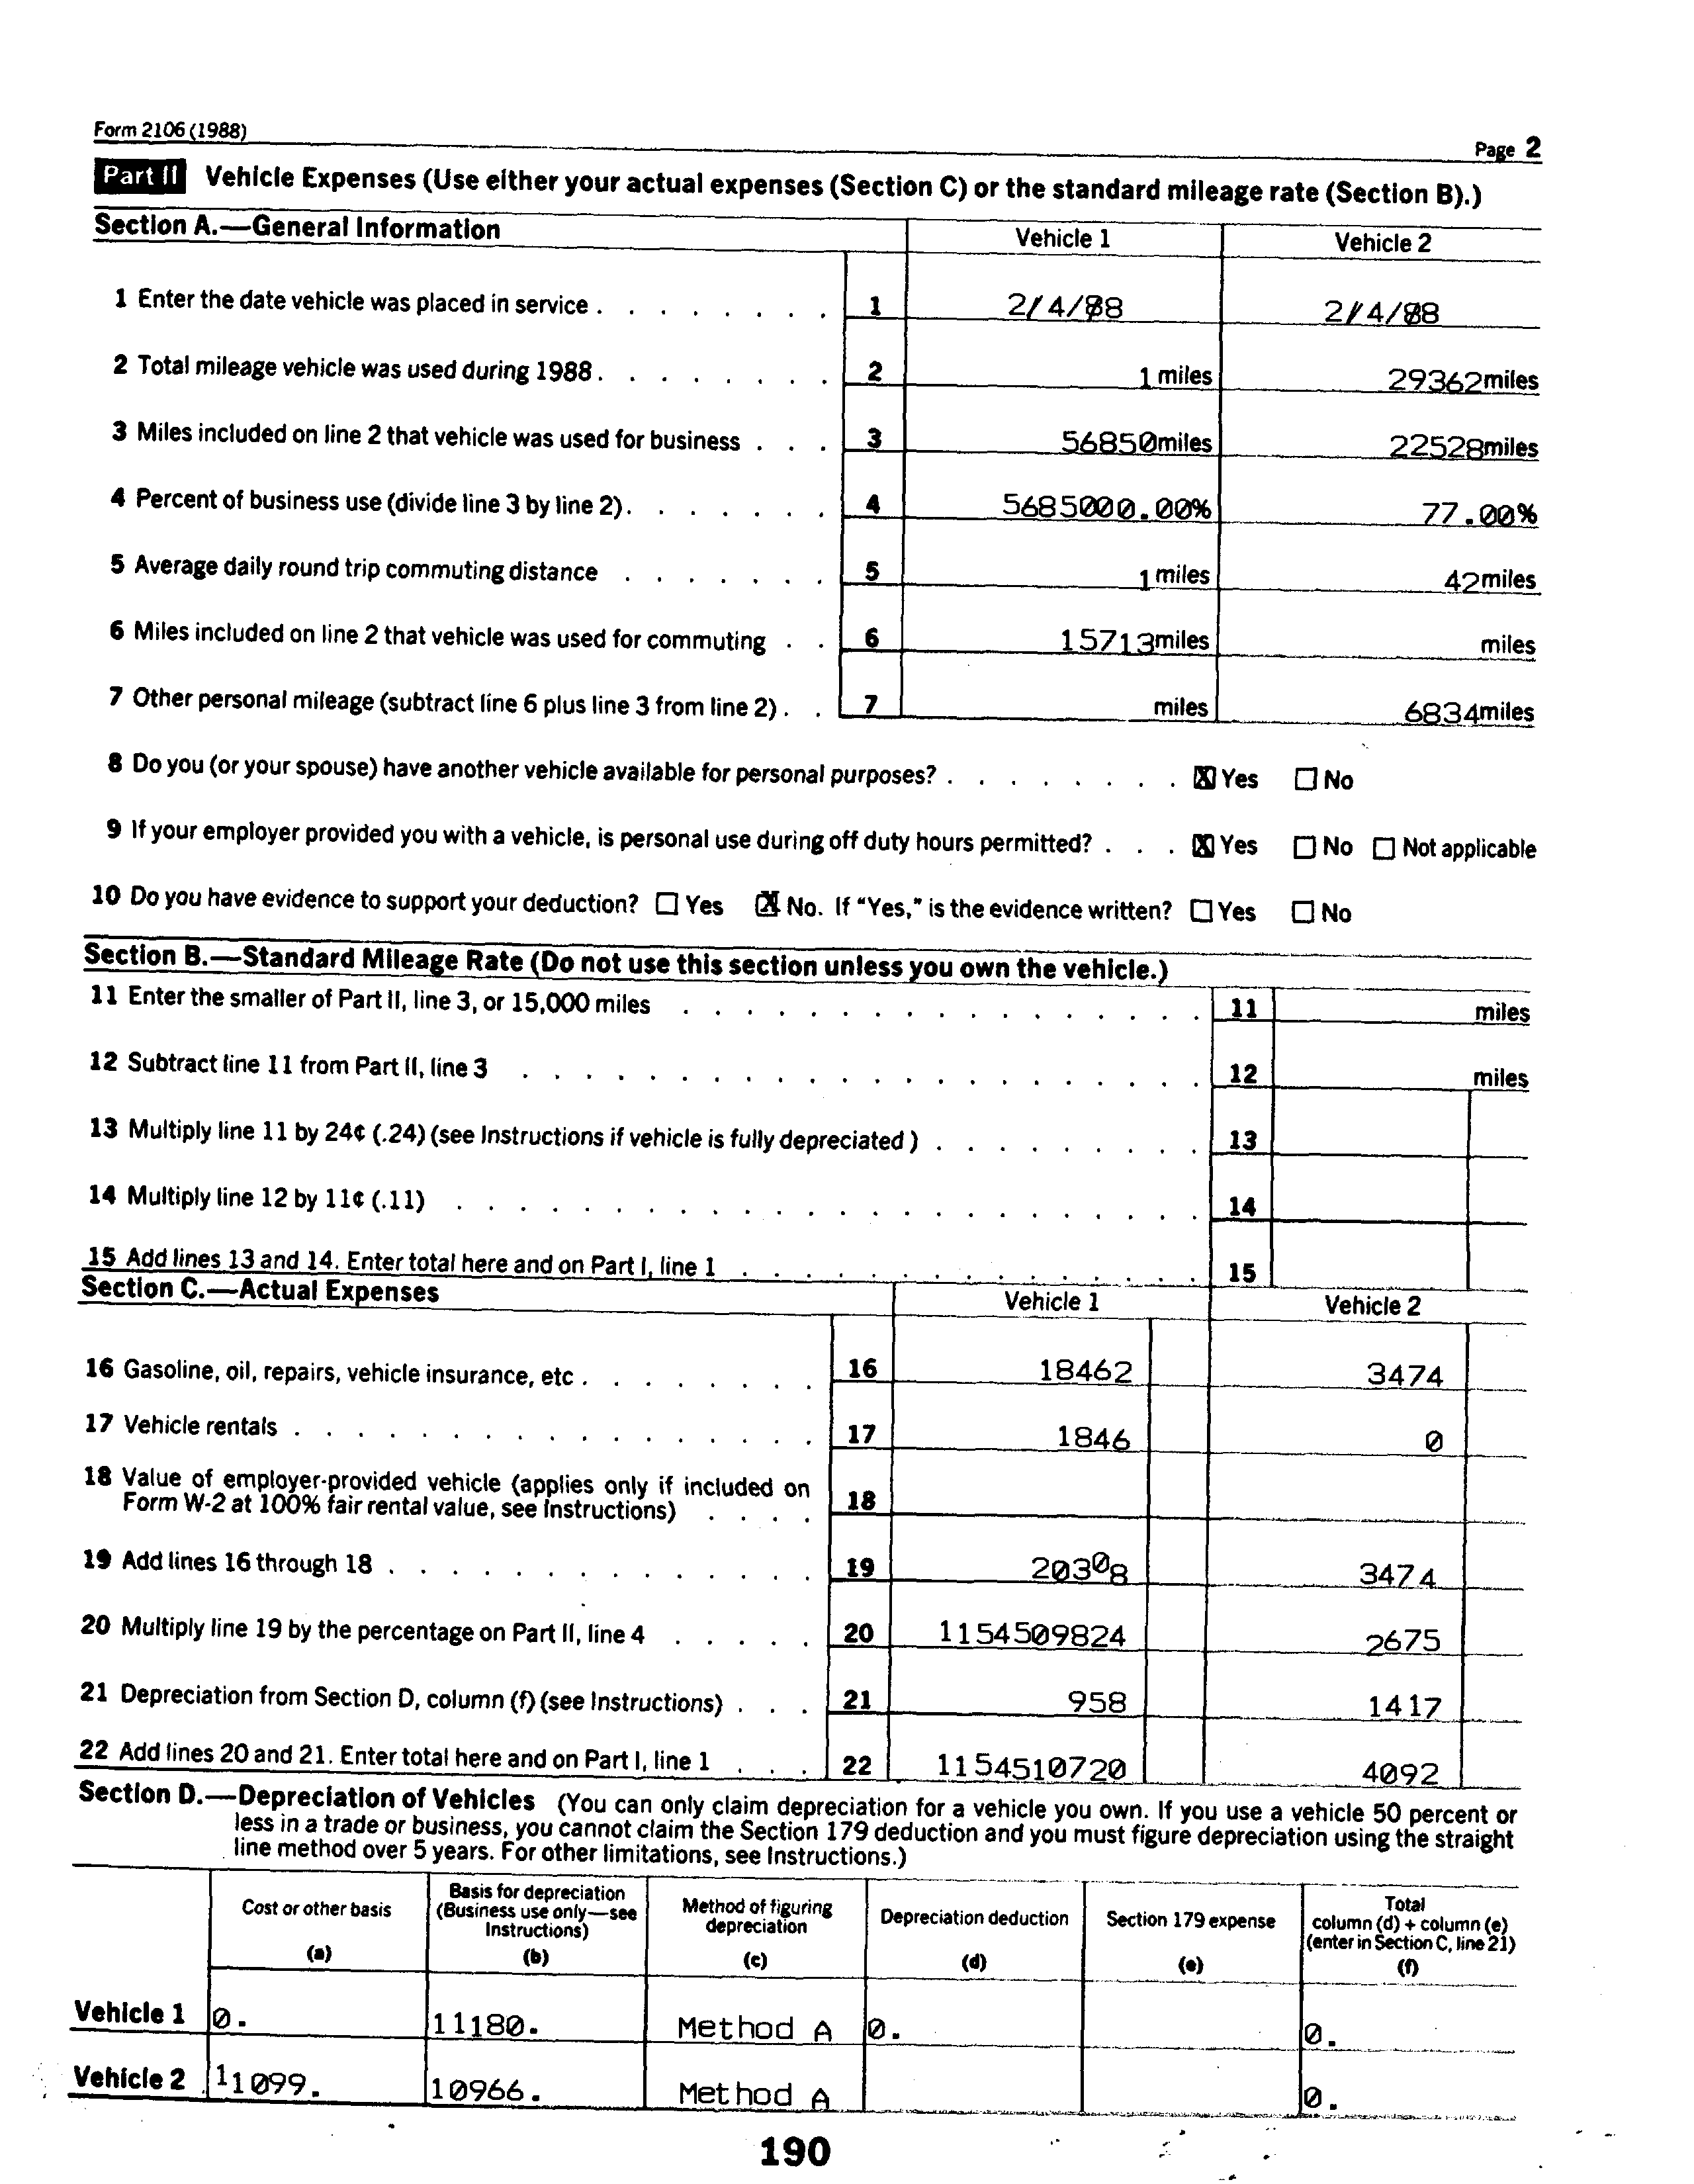 Form 2106 (1988)
Page 2
Part II Vehicle Expenses (Use either your actual expenses (Section C) or the standard mileage rate (Section B).)
Section A.—General Information Vehicle 1 Vehicle 2
1 Enter the date vehicle was placed in service . . . . . . . . 1 2/4/88 2/4/88
2 Total mileage vehicle was used during 1988 . . . . . . . . 2 1 miles 29362 miles
3 Miles included on line 2 that vehicle was used for business . . . 3 56850 miles 22528 miles
4 Percent of business use (divide line 3 by line 2) . . . . . . . 4 5685000.00% 77.00%
5 Average daily round trip commuting distance . . . . . . . 5 1 miles 42 miles
6 Miles included on line 2 that vehicle was used for commuting . . 6 15713 miles miles
7 Other personal mileage (subtract line 6 plus line 3 from line 2) . . 7 miles 6834 miles
8 Do you (or your spouse) have another vehicle available for personal purposes? . . . . . . . . ☒ Yes ☐ No
9 If your employer provided you with a vehicle, is personal use during off duty hours permitted? . . . ☒ Yes ☐ No ☐ Not applicable
10 Do you have evidence to support your deduction? ☐ Yes ☒ No. If "Yes," is the evidence written? ☐ Yes ☐ No
Section B.—Standard Mileage Rate (Do not use this section unless you own the vehicle.)
11 Enter the smaller of Part II, line 3, or 15,000 miles . . . . . . . . . . . . . . . . . 11 miles
12 Subtract line 11 from Part II, line 3 . . . . . . . . . . . . . . . . . . . . . . 12 miles
13 Multiply line 11 by 24¢ (.24) (see Instructions if vehicle is fully depreciated ) . . . . . . . . . 13
14 Multiply line 12 by 11¢ (.11) . . . . . . . . . . . . . . . . . . . . . . . . 14
15 Add lines 13 and 14. Enter total here and on Part I, line 1 . . . . . . . . . . . . . . . 15
Section C.—Actual Expenses Vehicle 1 Vehicle 2
16 Gasoline, oil, repairs, vehicle insurance, etc . . . . . . . . 16 18462 3474
17 Vehicle rentals . . . . . . . . . . . . . . . . . 17 1846 0
18 Value of employer-provided vehicle (applies only if included on
Form W-2 at 100% fair rental value, see Instructions) . . . . 18
19 Add lines 16 through 18 . . . . . . . . . . . . . . 19 20308 3474
20 Multiply line 19 by the percentage on Part II, line 4 . . . . . 20 1154509824 2675
21 Depreciation from Section D, column (f) (see Instructions) . . . 21 958 1417
22 Add lines 20 and 21. Enter total here and on Part I, line 1 . . . 22 1154510720 4092
Section D.—Depreciation of Vehicles (You can only claim depreciation for a vehicle you own. If you use a vehicle 50 percent or
less in a trade or business, you cannot claim the Section 179 deduction and you must figure depreciation using the straight
line method over 5 years. For other limitations, see Instructions.)
Cost or other basis
(a)
Basis for depreciation
(Business use only—see
Instructions)
(b)
Method of figuring
depreciation
(c)
Depreciation deduction
(d)
Section 179 expense
(e)
Total
column (d) + column (e)
(enter in Section C, line 21)
(f)
Vehicle 1 0. 11180. Method A 0. 0.
Vehicle 2 11099. 10966. Method A 0.
190